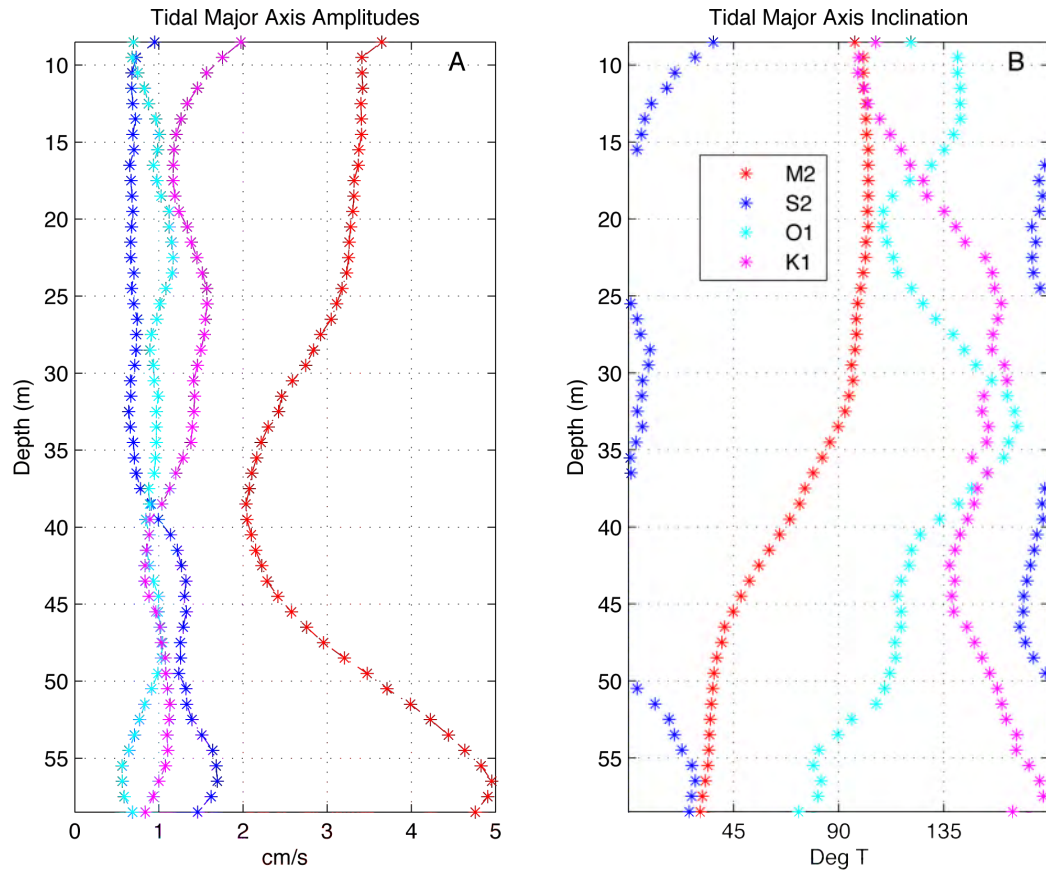 Tidal Major Axis Amplitudes
A
10
15
20
25
30
35
40
45
50
55
Depth (m)
0 1 2 3 4 5
cm/s
Tidal Major Axis Inclination
B
M2
S2
O1
K1
10
15
20
25
30
35
40
45
50
55
Depth (m)
45 90 135
Deg T